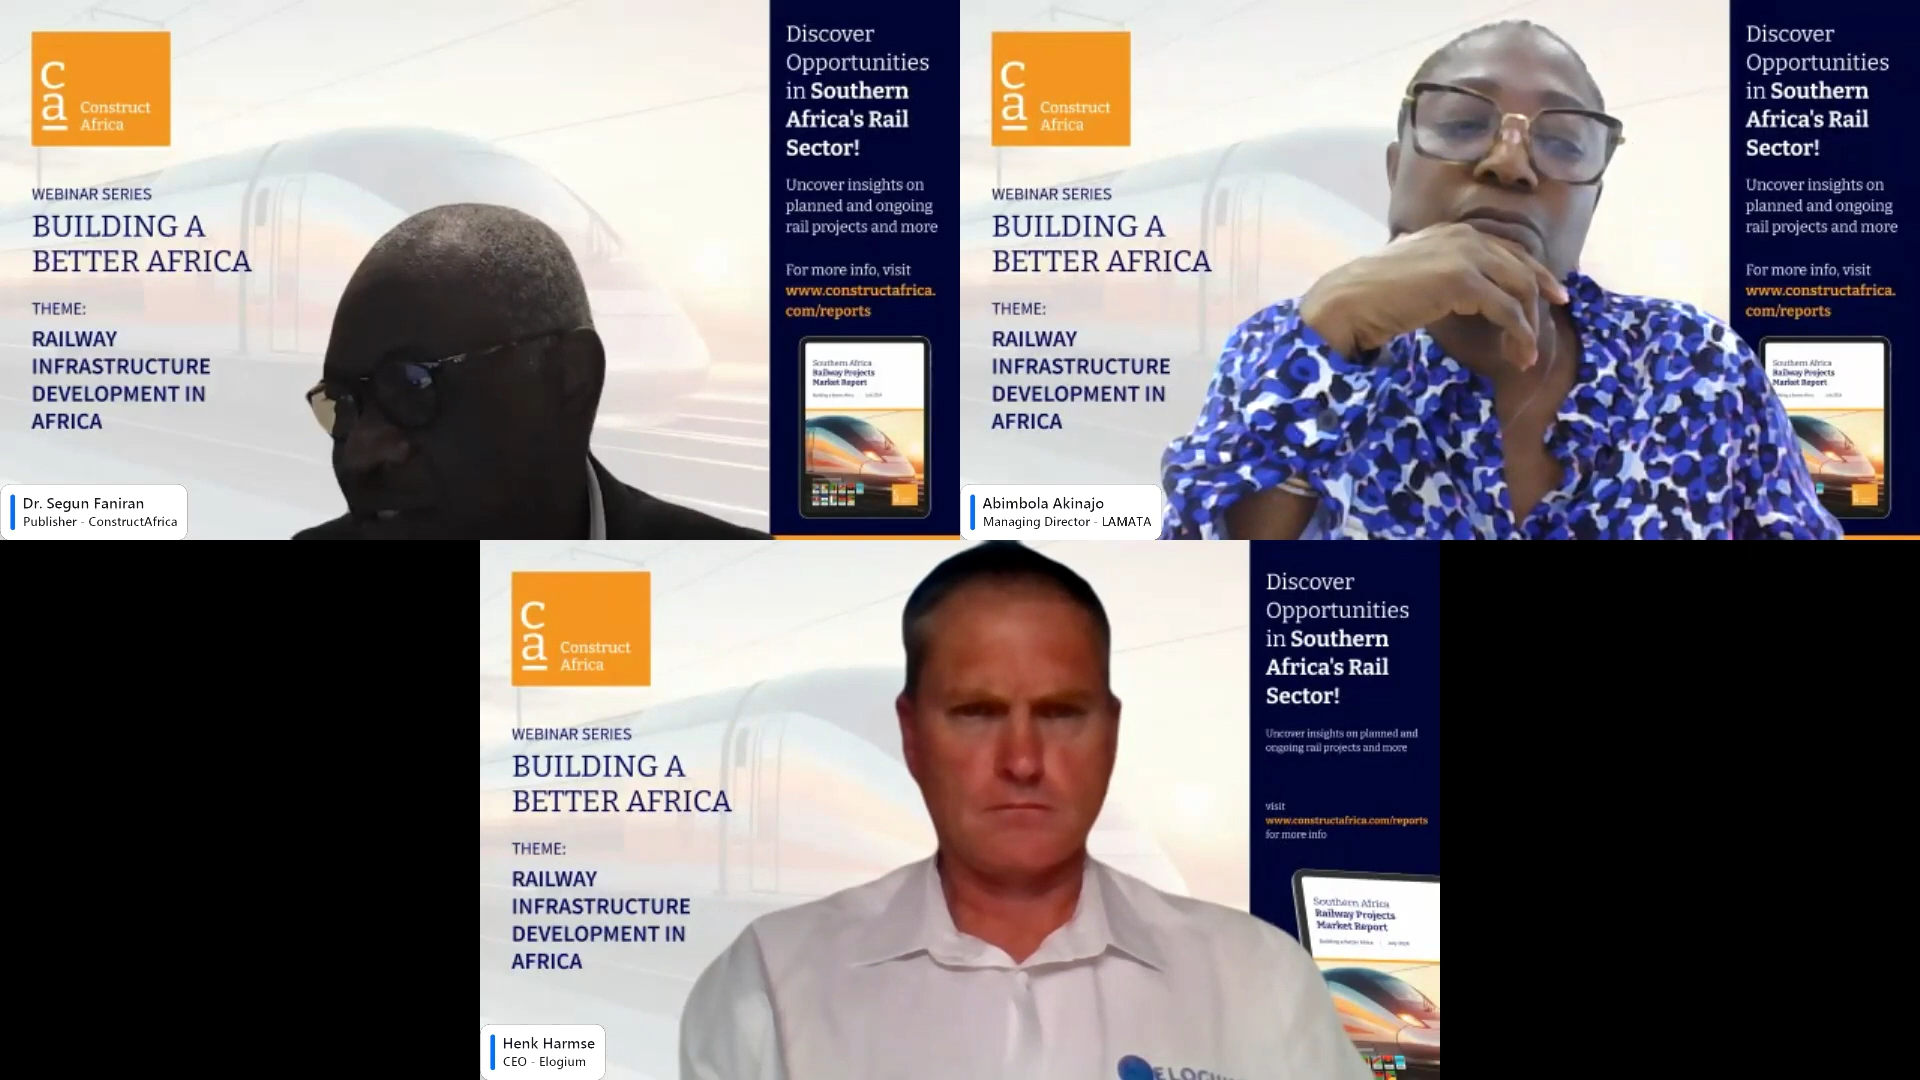 ca
Construct
Africa
WEBINAR SERIES
BUILDING A
BETTER AFRICA
THEME:
RAILWAY
INFRASTRUCTURE
DEVELOPMENT IN
AFRICA
Discover
Opportunities
in Southern
Africa's Rail
Sector!
Uncover insights on
planned and ongoing
rail projects and more
For more info, visit
www.constructafrica.
com/reports
Southern Africa
Railway Projects
Market Report
Dr. Segun Faniran
Publisher - ConstructAfrica
ca
Construct
Africa
WEBINAR SERIES
BUILDING A
BETTER AFRICA
THEME:
RAILWAY
INFRASTRUCTURE
DEVELOPMENT IN
AFRICA
Discover
Opportunities
in Southern
Africa's Rail
Sector!
Uncover insights on
planned and ongoing
rail projects and more
For more info, visit
www.constructafrica.
com/reports
Southern Africa
Railway Projects
Market Report
Abimbola Akinajo
Managing Director - LAMATA
ca
Construct
Africa
WEBINAR SERIES
BUILDING A
BETTER AFRICA
THEME:
RAILWAY
INFRASTRUCTURE
DEVELOPMENT IN
AFRICA
Discover
Opportunities
in Southern
Africa's Rail
Sector!
Uncover insights on planned and
ongoing rail projects and more
visit
www.constructafrica.com/reports
for more info
Southern Africa
Railway Projects
Market Report
Henk Harmse
CEO - Elogium